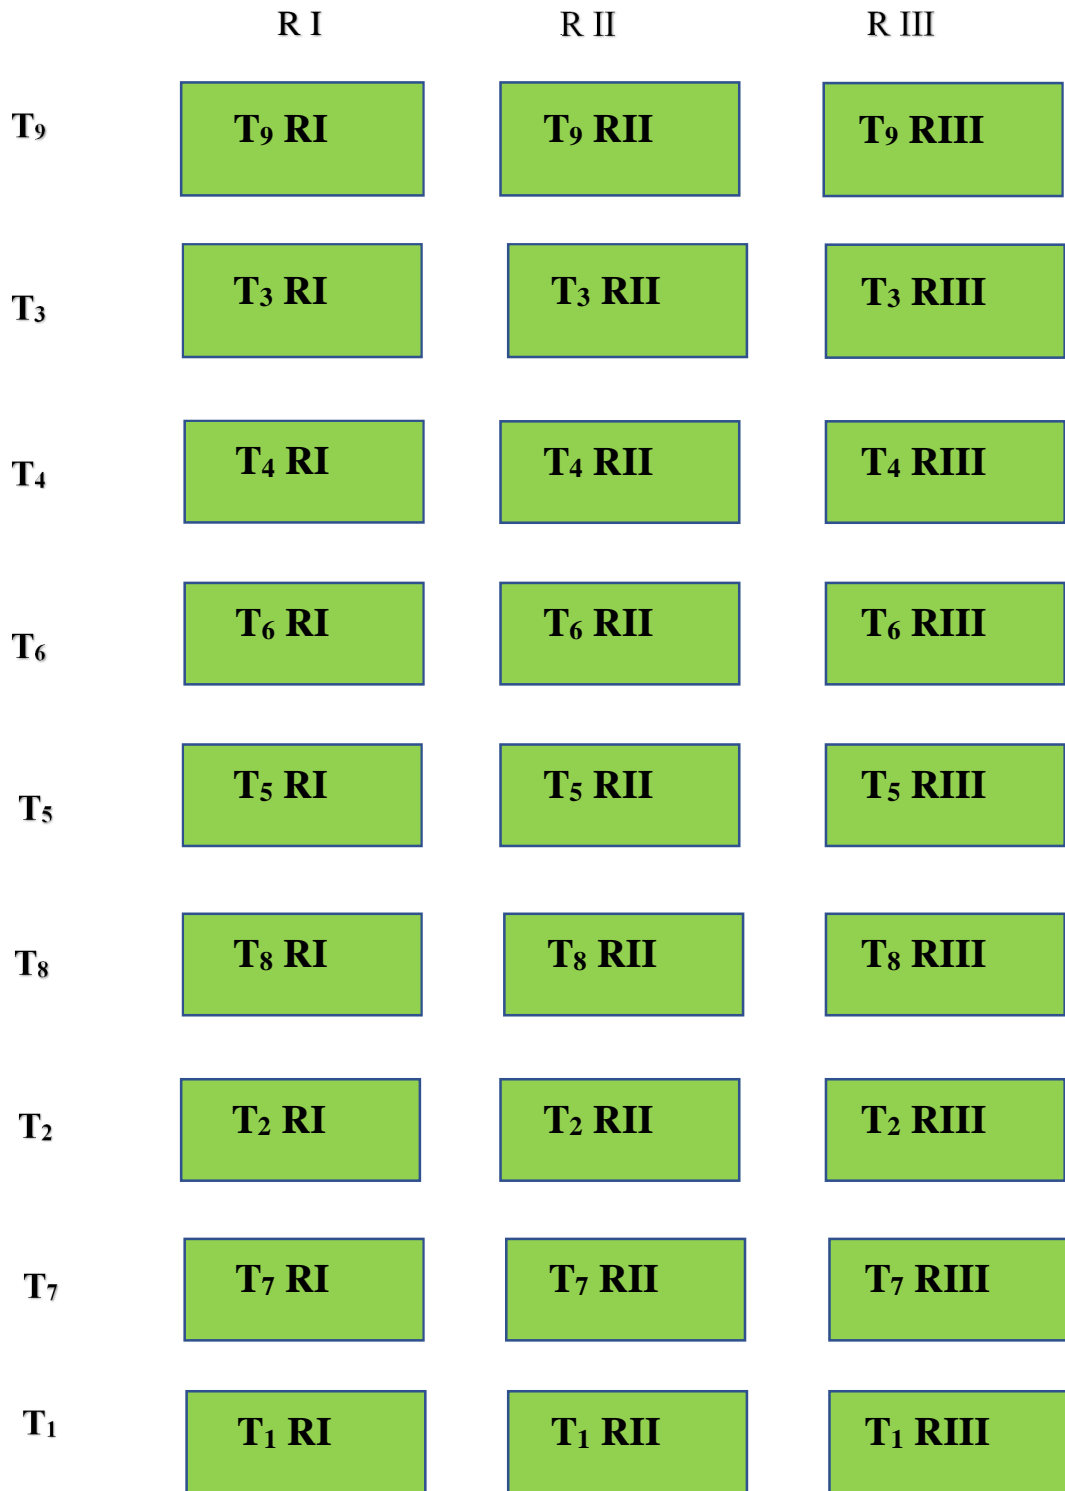 R I R II R III
T₉ T₉ RI T₉ RII T₉ RIII
T₃ T₃ RI T₃ RII T₃ RIII
T₄ T₄ RI T₄ RII T₄ RIII
T₆ T₆ RI T₆ RII T₆ RIII
T₅ T₅ RI T₅ RII T₅ RIII
T₈ T₈ RI T₈ RII T₈ RIII
T₂ T₂ RI T₂ RII T₂ RIII
T₇ T₇ RI T₇ RII T₇ RIII
T₁ T₁ RI T₁ RII T₁ RIII